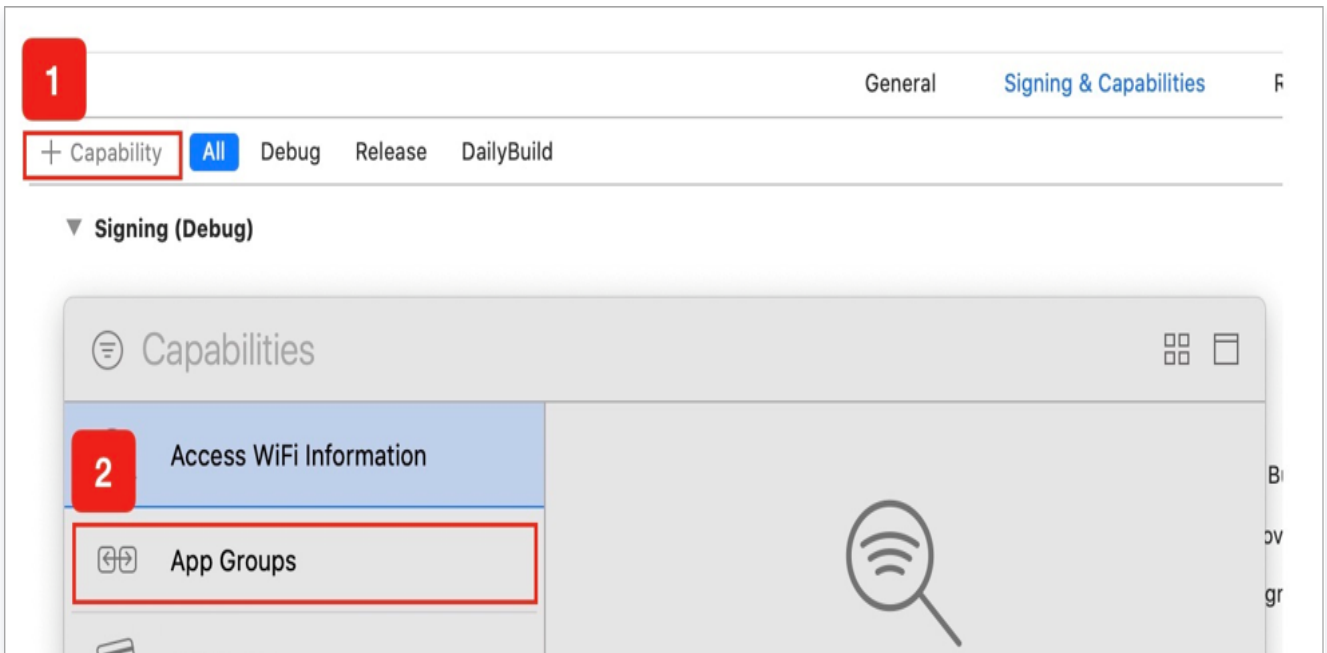 1
General Signing & Capabilities R
+ Capability All Debug Release DailyBuild
Signing (Debug)
Capabilities
2
Access WiFi Information
App Groups